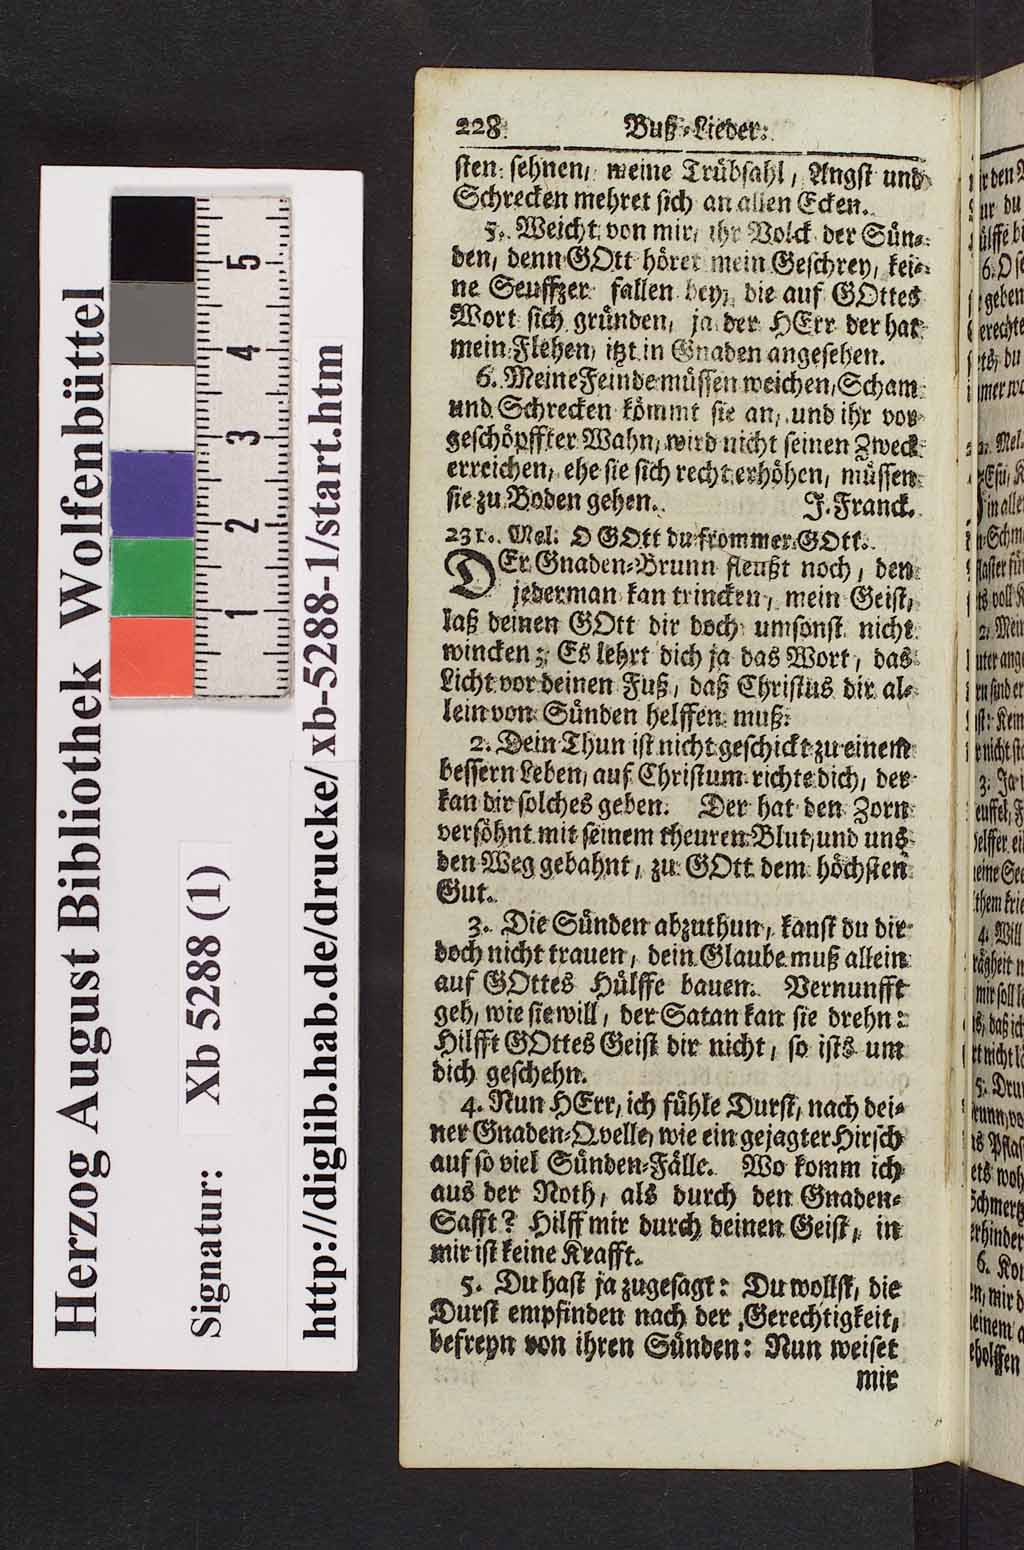 Herzog August Bibliothek Wolfenbüttel
Signatur: Xb 5288 (1)
http://diglib.hab.de/drucke/ xb-5288-1/start.htm
1
2
3
4
5
228 Buß-Lieder.
sten sehnen, meine Trübsahl, Angst und
Schrecken mehret sich an allen Ecken.
5. Weicht von mir, ihr Volck der Sün-
den, denn GOtt höret mein Geschrey, kei-
ne Seuffzer fallen bey, die auf GOttes
Wort sich gründen, ja der HErr der hat
mein Flehen, itzt in Gnaden angesehen.
6. Meine Feinde müssen weichen, Scham
und Schrecken kömmt sie an, und ihr vor-
geschöpffter Wahn, wird nicht seinen Zweck
erreichen, ehe sie sich recht erhöhen, müssen
sie zu Boden gehen. J. Franck.
231. Mel. O GOtt du frommer GOtt.
DEr Gnaden-Brunn fleußt noch, den
jederman kan trincken, mein Geist,
laß deinen GOtt dir doch umsonst nicht
wincken; Es lehrt dich ja das Wort, das
Licht vor deinen Fuß, daß Christus dir al-
lein von Sünden helffen muß.
2. Dein Thun ist nicht geschickt zu einem
bessern Leben, auf Christum richte dich, der
kan dir solches geben. Der hat den Zorn
versöhnt mit seinem theuren Blut, und uns
den Weg gebahnt, zu GOtt dem höchsten
Gut.
3. Die Sünden abzuthun, kanst du dir
doch nicht trauen, dein Glaube muß allein
auf GOttes Hülffe bauen. Vernunfft
geh, wie sie will, der Satan kan sie drehn:
Hilfft GOttes Geist dir nicht, so ists um
dich geschehn.
4. Nun HErr, ich fühle Durst, nach dei-
ner Gnaden-Qvelle, wie ein gejagter Hirsch
auf so viel Sünden-Fälle. Wo komm ich
aus der Noth, als durch den Gnaden-
Safft? Hilff mir durch deinen Geist, in
mir ist keine Krafft.
5. Du hast ja zugesagt: Du wollst, die
Durst empfinden nach der Gerechtigkeit,
befreyn von ihren Sünden: Nun weiset
mir